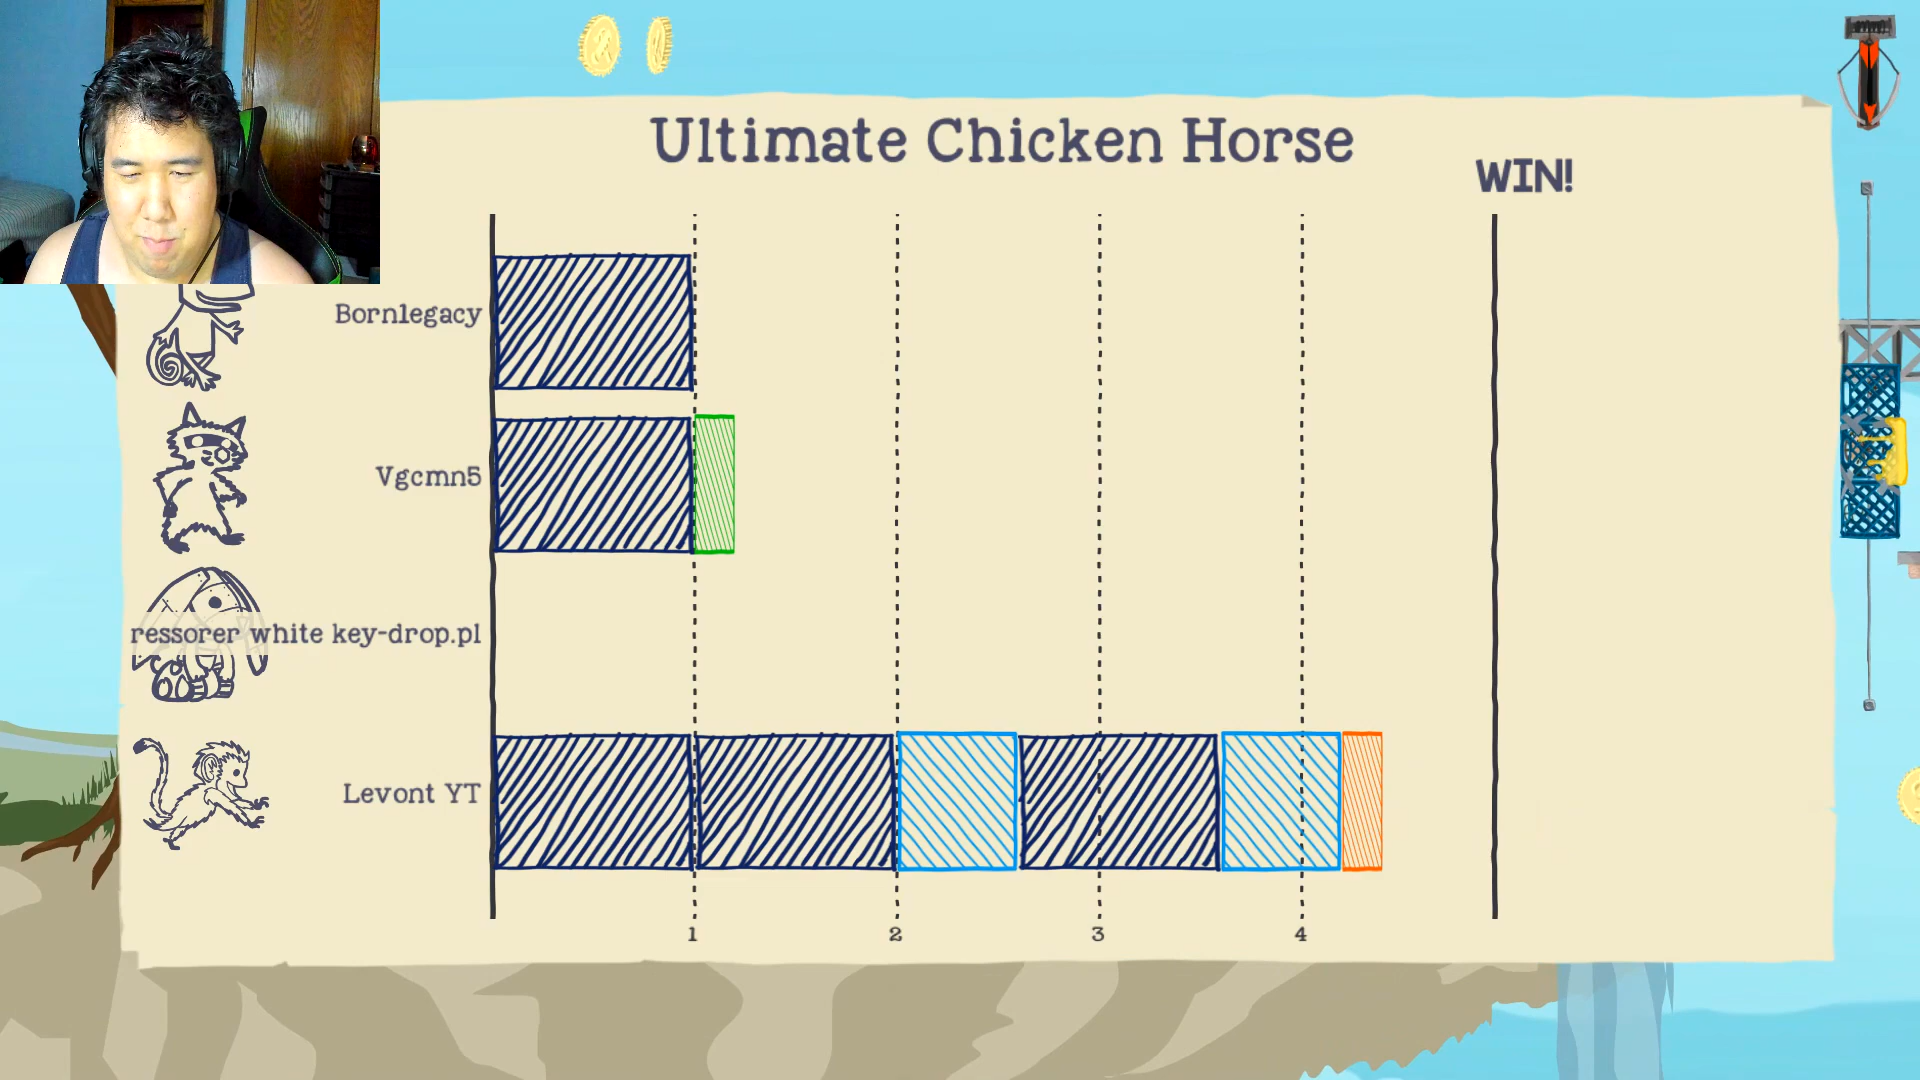 Ultimate Chicken Horse
WIN!
Bornlegacy
Vgcmn5
ressorer white key-drop.pl
Levont YT
1 2 3 4